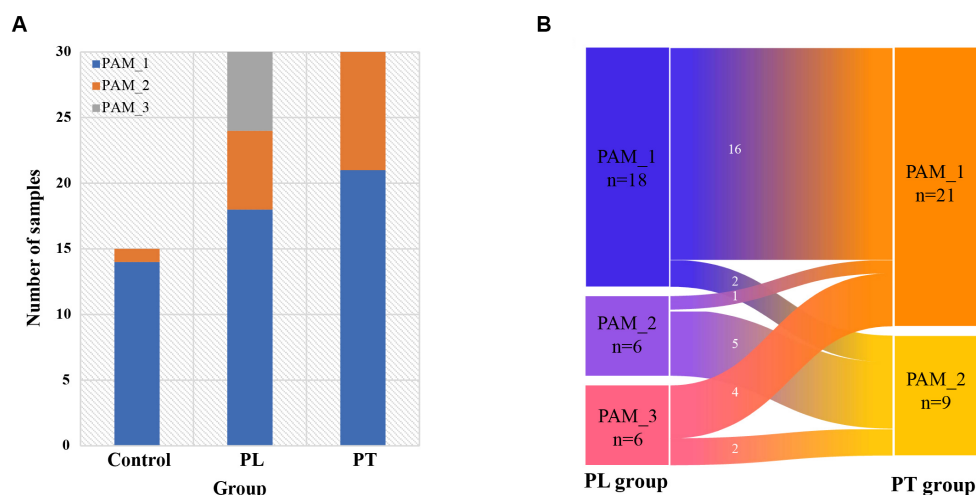 A
30
25
20
15
10
5
0
Number of samples
PAM_1
PAM_2
PAM_3
Control
PL
PT
Group
B
PAM_1
n=18
PAM_2
n=6
PAM_3
n=6
16
2
1
5
4
2
PAM_1
n=21
PAM_2
n=9
PL group
PT group